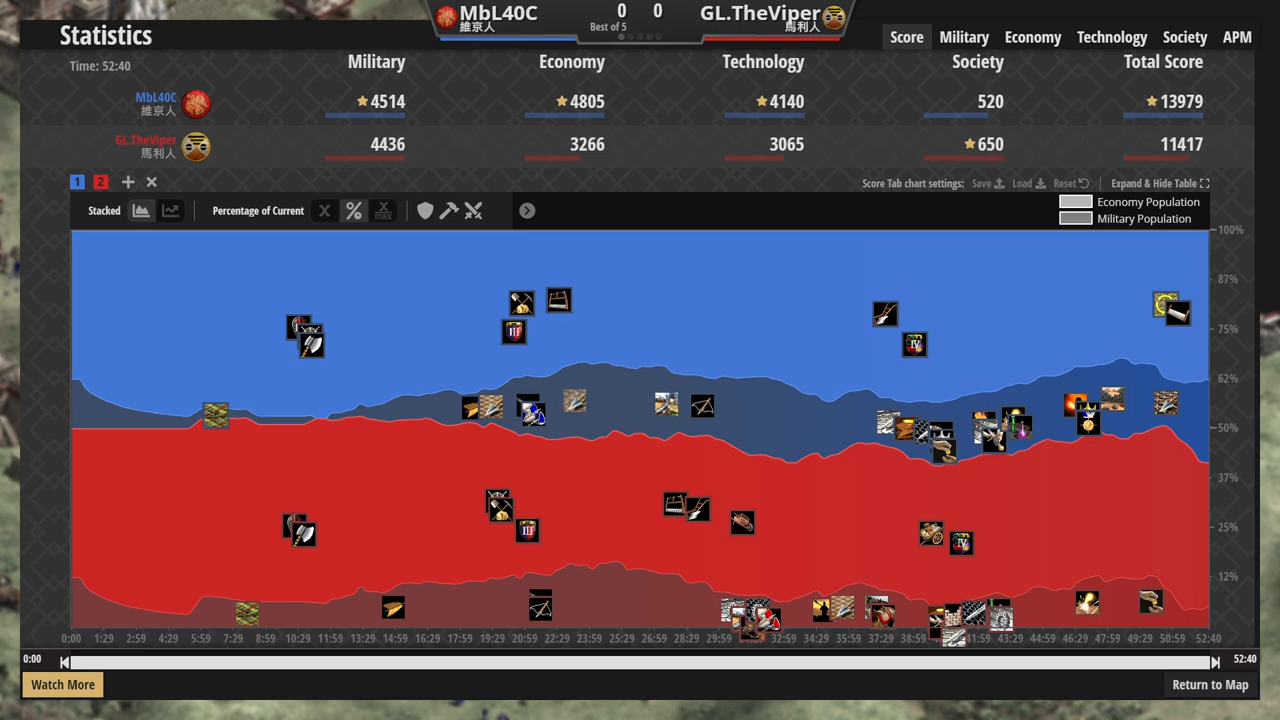 MbL40C
維京人
0 0
Best of 5
GL.TheViper
馬利人
Statistics
Score Military Economy Technology Society APM
Time: 52:40
Military Economy Technology Society Total Score
MbL40C
維京人
4514 4805 4140 520 13979
GL.TheViper
馬利人
4436 3266 3065 650 11417
1 2
Score Tab chart settings: Save Load Reset Expand & Hide Table
Stacked Percentage of Current X % X max
Economy Population
Military Population
100%
87%
75%
62%
50%
37%
25%
12%
III
IV
III
IV
0:00 1:29 2:59 4:29 5:59 7:29 8:59 10:29 11:59 13:29 14:59 16:29 17:59 19:29 20:59 22:29 23:59 25:29 26:59 28:29 29:59 32:59 34:29 35:59 37:29 38:59 41:59 43:29 44:59 46:29 47:59 49:29 50:59 52:40
0:00 52:40
Watch More Return to Map